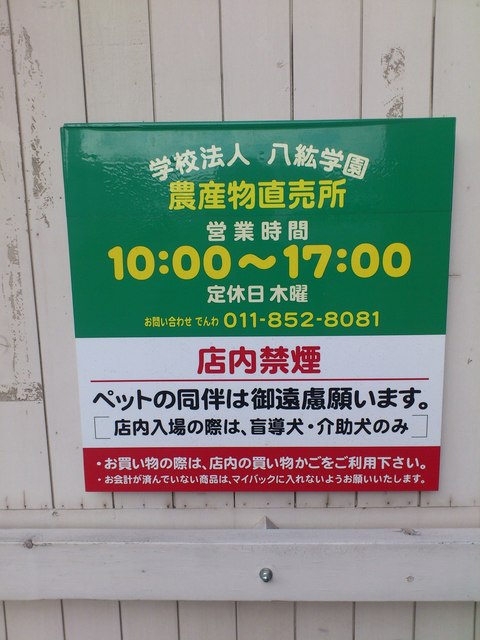 学校法人 八紘学園
農産物直売所
営業時間
10:00～17:00
定休日 木曜
お問い合わせ でんわ 011-852-8081
店内禁煙
ペットの同伴は御遠慮願います。
[店内入場の際は、盲導犬・介助犬のみ]
・お買い物の際は、店内の買い物かごをご利用下さい。
・お会計が済んでいない商品は、マイバックに入れないようお願いいたします。